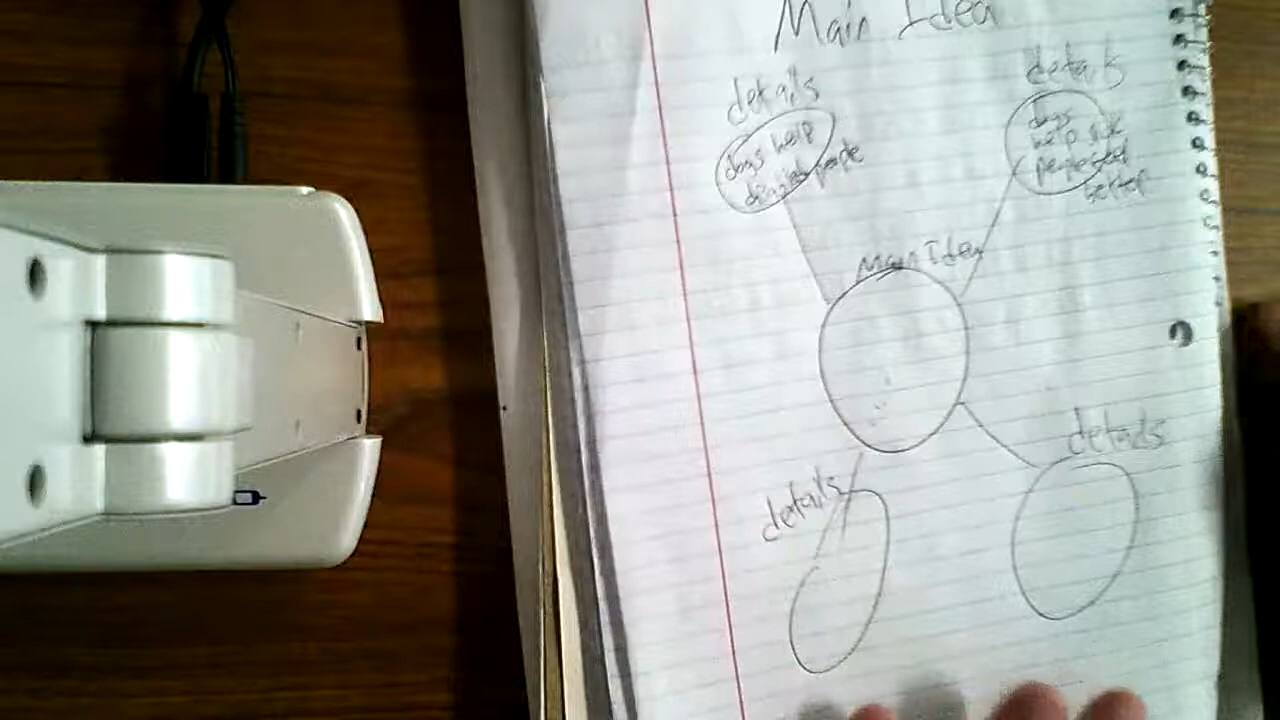 Main Idea
details
dogs help
disabled people
details
dogs
help sick
people feel
better
Main Idea
details
details